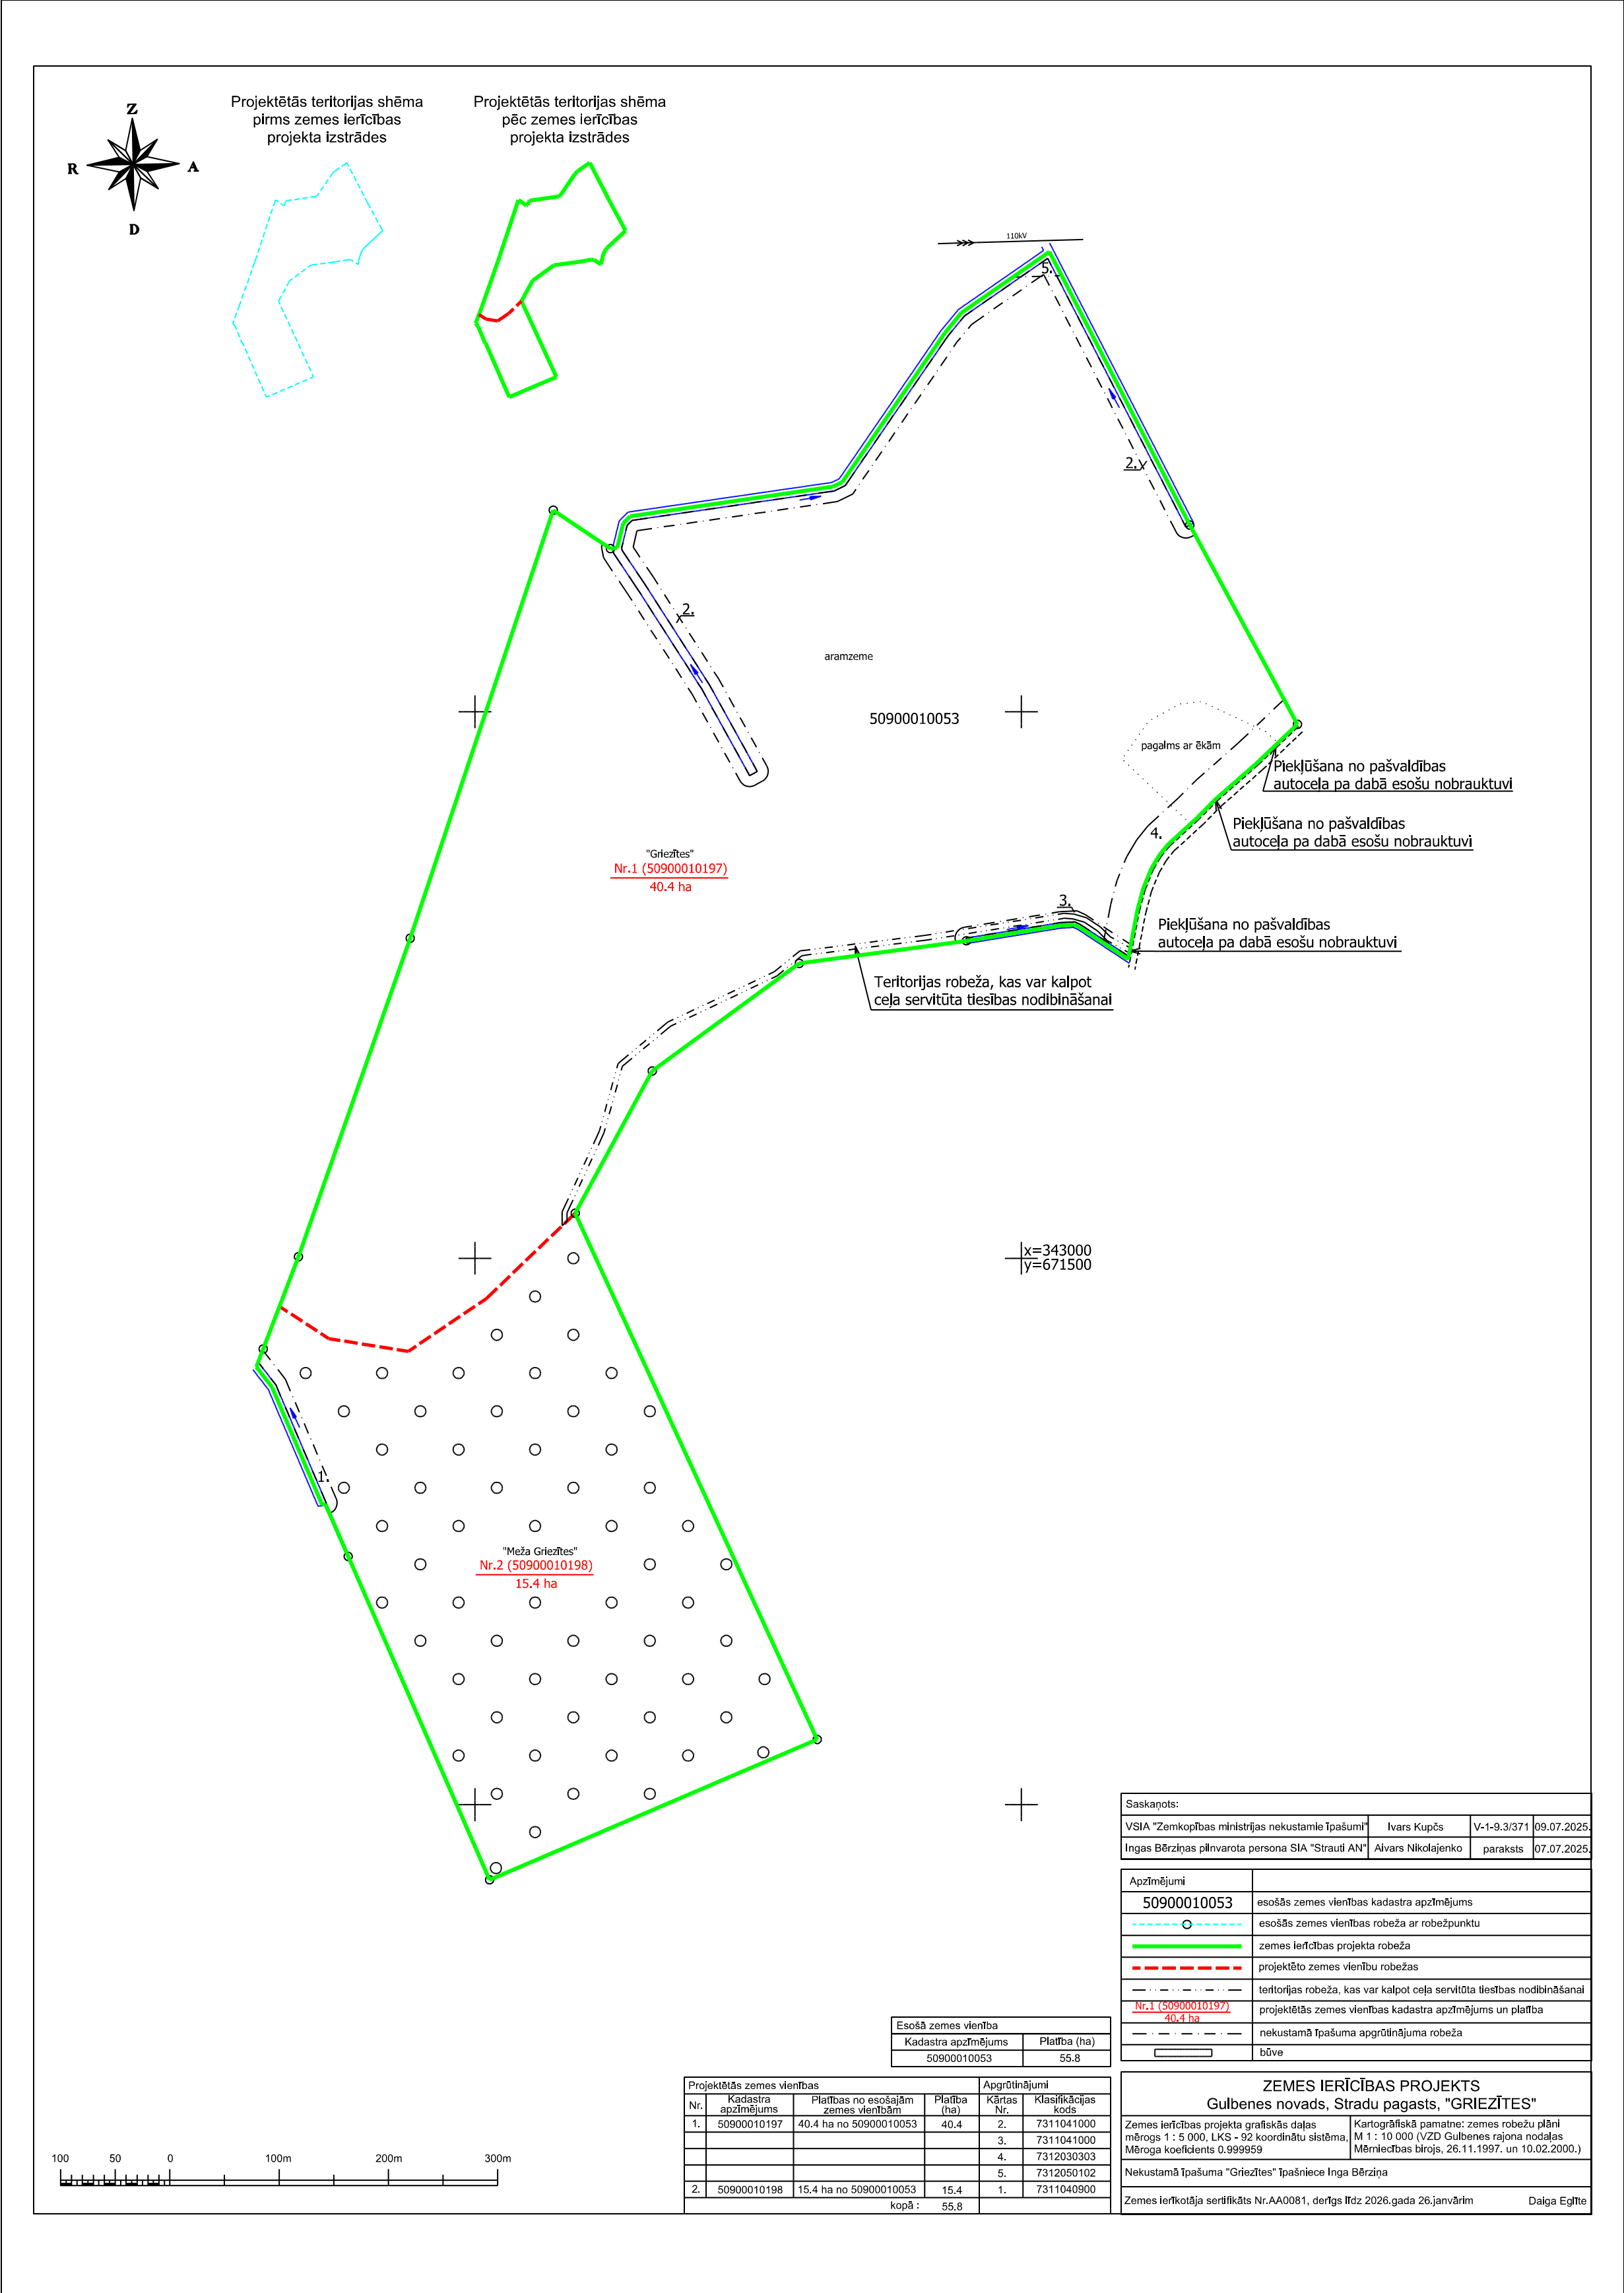 Z
R
A
D
Projektētās teritorijas shēma
pirms zemes ierīcības
projekta izstrādes
Projektētās teritorijas shēma
pēc zemes ierīcības
projekta izstrādes
110kV
5.
2.
2.
aramzeme
50900010053
pagalms ar ēkām
Piekļūšana no pašvaldības
autoceļa pa dabā esošu nobrauktuvi
Piekļūšana no pašvaldības
autoceļa pa dabā esošu nobrauktuvi
4.
"Griezītes"
Nr.1 (50900010197)
40.4 ha
3.
Piekļūšana no pašvaldības
autoceļa pa dabā esošu nobrauktuvi
Teritorijas robeža, kas var kalpot
ceļa servitūta tiesības nodibināšanai
x=343000
y=671500
1.
"Meža Griezītes"
Nr.2 (50900010198)
15.4 ha
Saskaņots:
VSIA "Zemkopības ministrijas nekustamie īpašumi" Ivars Kupčs V-1-9.3/371 09.07.2025.
Ingas Bērziņas pilnvarota persona SIA "Strauti AN" Aivars Nikolajenko paraksts 07.07.2025.
Apzīmējumi
50900010053 esošās zemes vienības kadastra apzīmējums
esošās zemes vienības robeža ar robežpunktu
zemes ierīcības projekta robeža
projektēto zemes vienību robežas
teritorijas robeža, kas var kalpot ceļa servitūta tiesības nodibināšanai
Nr.1 (50900010197)
40.4 ha
projektētās zemes vienības kadastra apzīmējums un platība
nekustamā īpašuma apgrūtinājuma robeža
būve
Esošā zemes vienība
Kadastra apzīmējums Platība (ha)
50900010053 55.8
Projektētās zemes vienības Apgrūtinājumi
Nr. Kadastra apzīmējums Platības no esošajām zemes vienībām Platība (ha) Kārtas Nr. Klasifikācijas kods
1. 50900010197 40.4 ha no 50900010053 40.4 2. 7311041000
3. 7311041000
4. 7312030303
5. 7312050102
2. 50900010198 15.4 ha no 50900010053 15.4 1. 7311040900
kopā : 55.8
ZEMES IERĪCĪBAS PROJEKTS
Gulbenes novads, Stradu pagasts, "GRIEZĪTES"
Zemes ierīcības projekta grafiskās daļas
mērogs 1 : 5 000, LKS - 92 koordinātu sistēma,
Mēroga koeficients 0.999959
Kartogrāfiskā pamatne: zemes robežu plāni
M 1 : 10 000 (VZD Gulbenes rajona nodaļas
Mērniecības birojs, 26.11.1997. un 10.02.2000.)
Nekustamā īpašuma "Griezītes" īpašniece Inga Bērziņa
Zemes ierīkotāja sertifikāts Nr.AA0081, derīgs līdz 2026.gada 26.janvārim Daiga Eglīte
100 50 0 100m 200m 300m